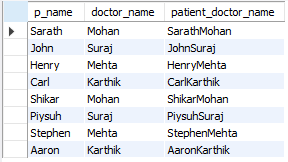 p_name doctor_name patient_doctor_name
Sarath Mohan SarathMohan
John Suraj JohnSuraj
Henry Mehta HenryMehta
Carl Karthik CarlKarthik
Shikar Mohan ShikarMohan
Piysuh Suraj PiysuhSuraj
Stephen Mehta StephenMehta
Aaron Karthik AaronKarthik